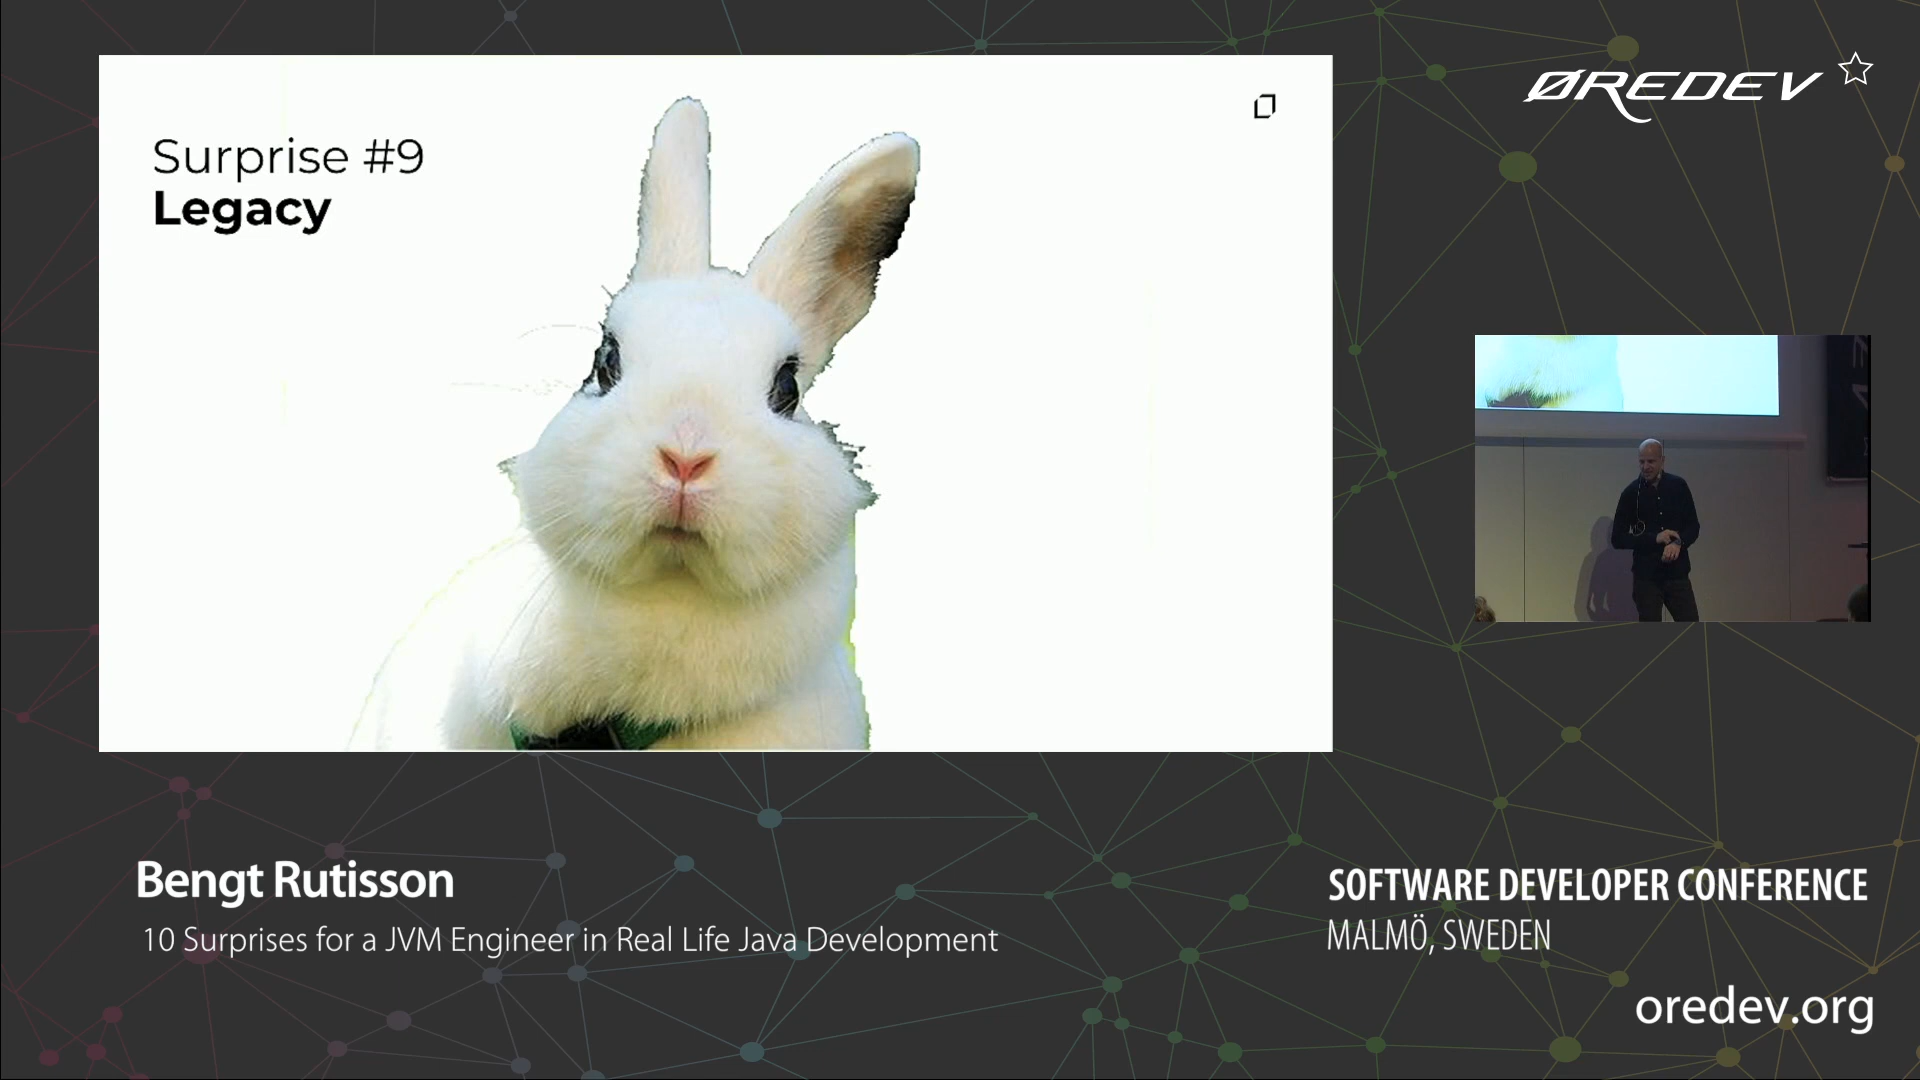 Surprise #9
Legacy
ØREDEV
Bengt Rutisson
10 Surprises for a JVM Engineer in Real Life Java Development
SOFTWARE DEVELOPER CONFERENCE
MALMÖ, SWEDEN
oredev.org